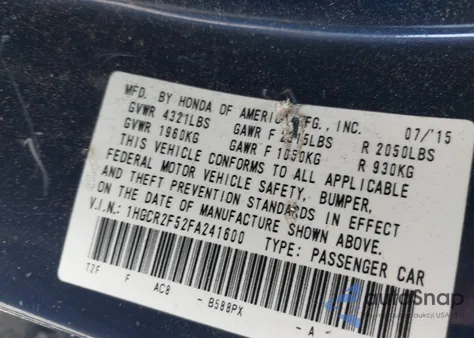 MFD. BY HONDA OF AMERICA MFG., INC. 07/'15
GVWR 4321LBS GAWR F LBS R 2050LBS
GVWR 1960KG GAWR F 1050KG R 930KG
THIS VEHICLE CONFORMS TO ALL APPLICABLE
FEDERAL MOTOR VEHICLE SAFETY, BUMPER,
AND THEFT PREVENTION STANDARDS IN EFFECT
ON THE DATE OF MANUFACTURE SHOWN ABOVE.
V.I.N.: 1HGCR2F52FA241600 TYPE: PASSENGER CAR
T2F F AC8 - B588PX - A -
AutoSnap